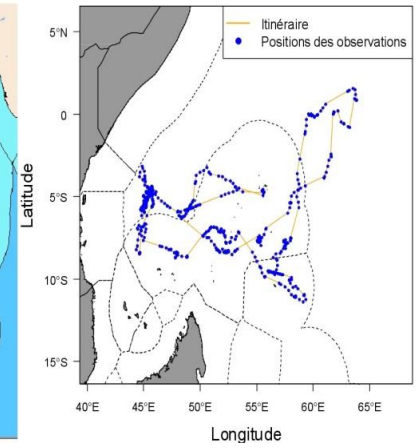 Itinéraire
Positions des observations
5°N
0
5°S
10°S
15°S
Latitude
40°E 45°E 50°E 55°E 60°E 65°E
Longitude